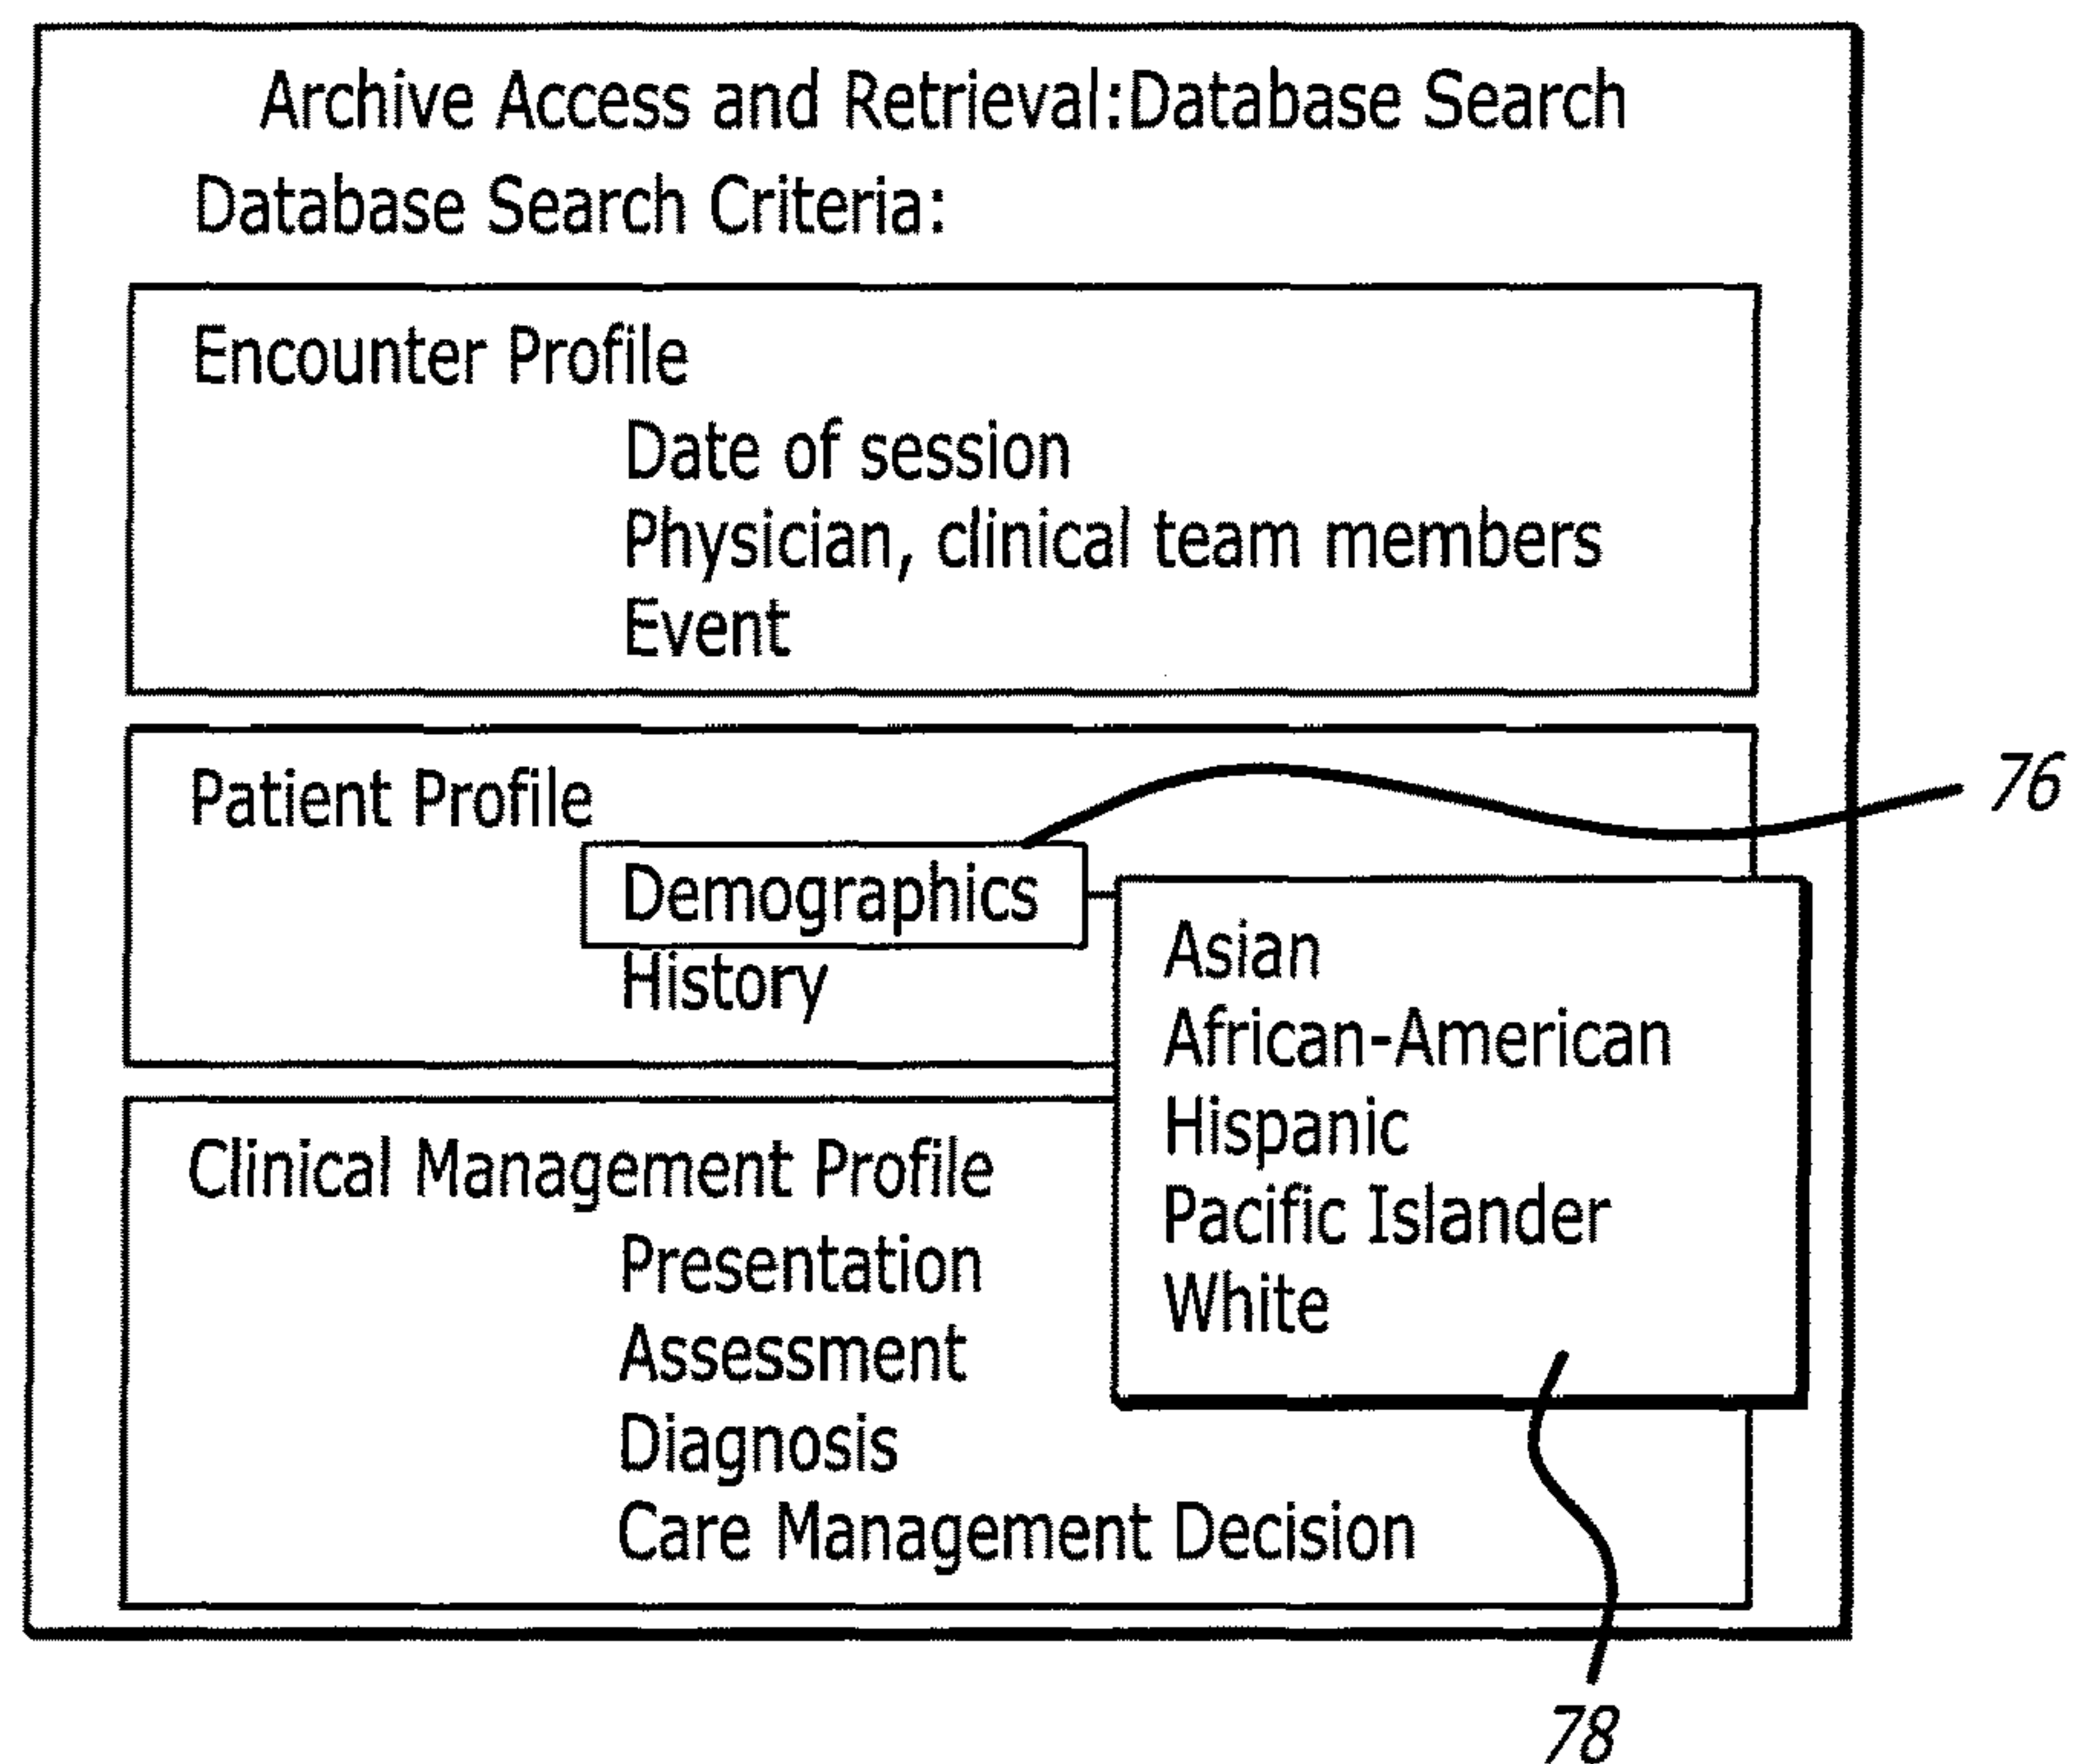 Archive Access and Retrieval:Database Search
Database Search Criteria:
Encounter Profile
Date of session
Physician, clinical team members
Event
Patient Profile
76
Demographics
History
Asian
African-American
Hispanic
Pacific Islander
White
Clinical Management Profile
Presentation
Assessment
Diagnosis
Care Management Decision
78